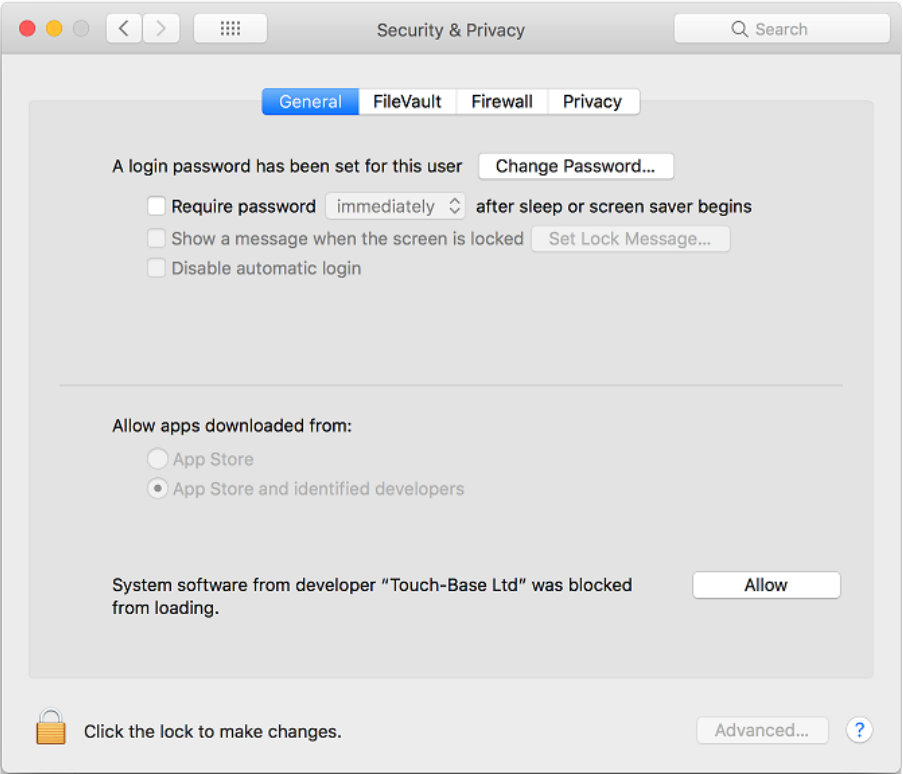 Security & Privacy
Search
General FileVault Firewall Privacy
A login password has been set for this user Change Password...
Require password immediately after sleep or screen saver begins
Show a message when the screen is locked Set Lock Message...
Disable automatic login
Allow apps downloaded from:
App Store
App Store and identified developers
System software from developer “Touch-Base Ltd” was blocked
from loading.
Allow
Click the lock to make changes.
Advanced...
?